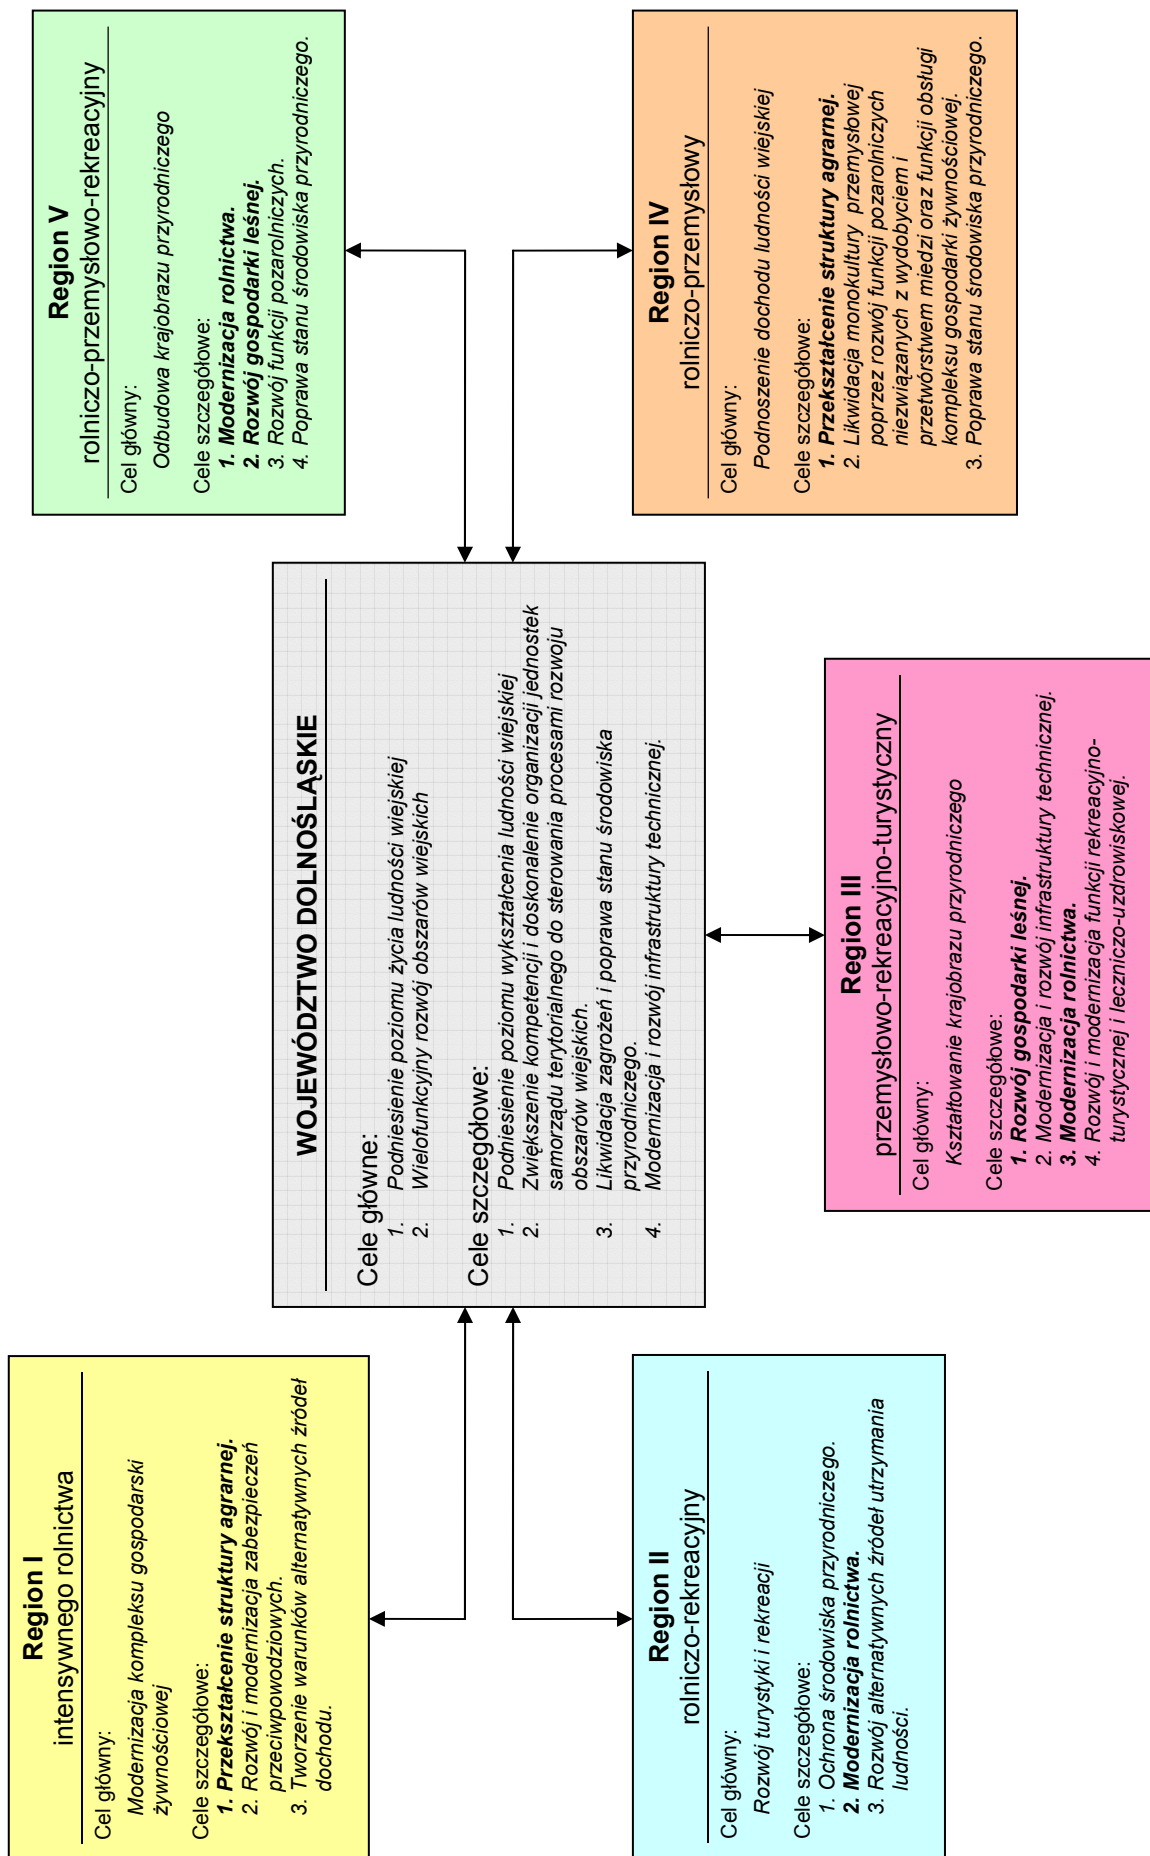 Region I
intensywnego rolnictwa
Cel główny:
Modernizacja kompleksu gospodarski
żywnościowej
Cele szczegółowe:
1. Przekształcenie struktury agrarnej.
2. Rozwój i modernizacja zabezpieczeń
przeciwpowodziowych.
3. Tworzenie warunków alternatywnych źródeł
dochodu.
Region V
rolniczo-przemysłowo-rekreacyjny
Cel główny:
Odbudowa krajobrazu przyrodniczego
Cele szczegółowe:
1. Modernizacja rolnictwa.
2. Rozwój gospodarki leśnej.
3. Rozwój funkcji pozarolniczych.
4. Poprawa stanu środowiska przyrodniczego.
WOJEWÓDZTWO DOLNOŚLĄSKIE
Cele główne:
1. Podniesienie poziomu życia ludności wiejskiej
2. Wielofunkcyjny rozwój obszarów wiejskich
Cele szczegółowe:
1. Podniesienie poziomu wykształcenia ludności wiejskiej
2. Zwiększenie kompetencji i doskonalenie organizacji jednostek
samorządu terytorialnego do sterowania procesami rozwoju
obszarów wiejskich.
3. Likwidacja zagrożeń i poprawa stanu środowiska
przyrodniczego.
4. Modernizacja i rozwój infrastruktury technicznej.
Region II
rolniczo-rekreacyjny
Cel główny:
Rozwój turystyki i rekreacji
Cele szczegółowe:
1. Ochrona środowiska przyrodniczego.
2. Modernizacja rolnictwa.
3. Rozwój alternatywnych źródeł utrzymania
ludności.
Region III
przemysłowo-rekreacyjno-turystyczny
Cel główny:
Kształtowanie krajobrazu przyrodniczego
Cele szczegółowe:
1. Rozwój gospodarki leśnej.
2. Modernizacja i rozwój infrastruktury technicznej.
3. Modernizacja rolnictwa.
4. Rozwój i modernizacja funkcji rekreacyjno-
turystycznej i leczniczo-uzdrowiskowej.
Region IV
rolniczo-przemysłowy
Cel główny:
Podnoszenie dochodu ludności wiejskiej
Cele szczegółowe:
1. Przekształcenie struktury agrarnej.
2. Likwidacja monokultury przemysłowej
poprzez rozwój funkcji pozarolniczych
niezwiązanych z wydobyciem i
przetwórstwem miedzi oraz funkcji obsługi
kompleksu gospodarki żywnościowej.
3. Poprawa stanu środowiska przyrodniczego.